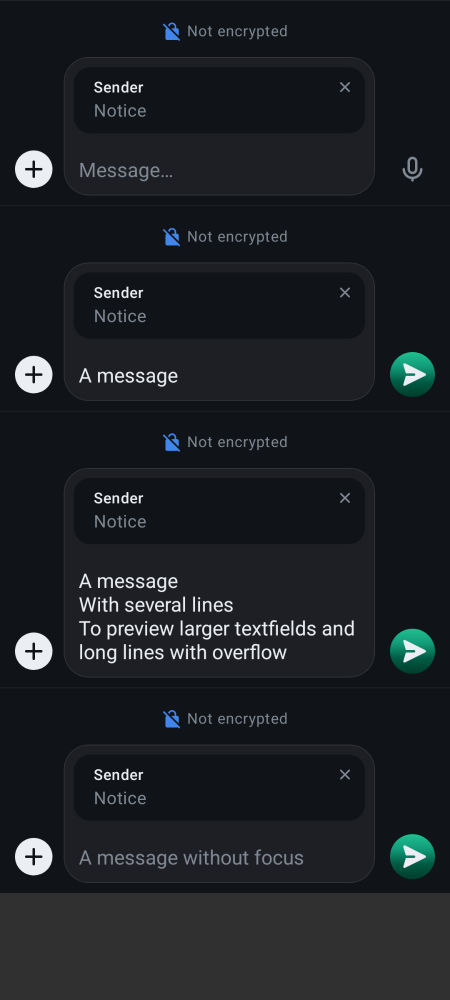 Not encrypted
Sender
Notice
Message…
Not encrypted
Sender
Notice
A message
Not encrypted
Sender
Notice
A message
With several lines
To preview larger textfields and
long lines with overflow
Not encrypted
Sender
Notice
A message without focus